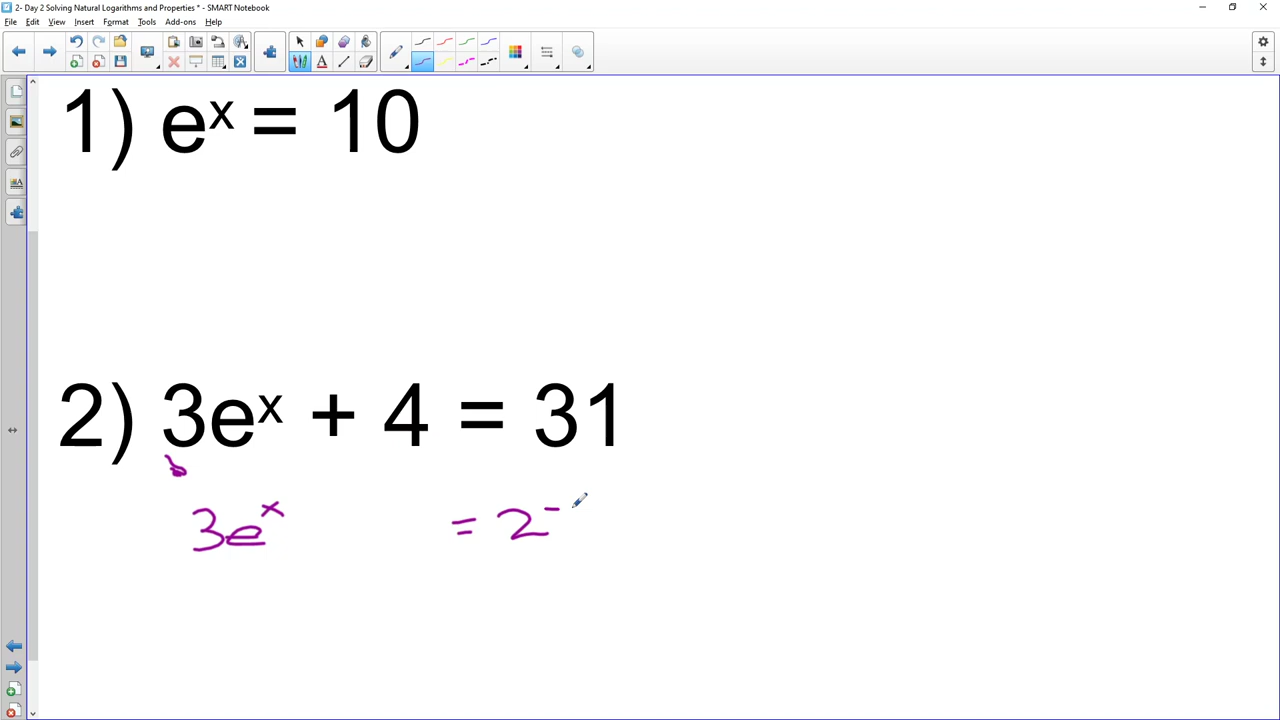 2- Day 2 Solving Natural Logarithms and Properties * - SMART Notebook
File Edit View Insert Format Tools Add-ons Help
1) eˣ = 10
2) 3eˣ + 4 = 31
3eˣ = 2